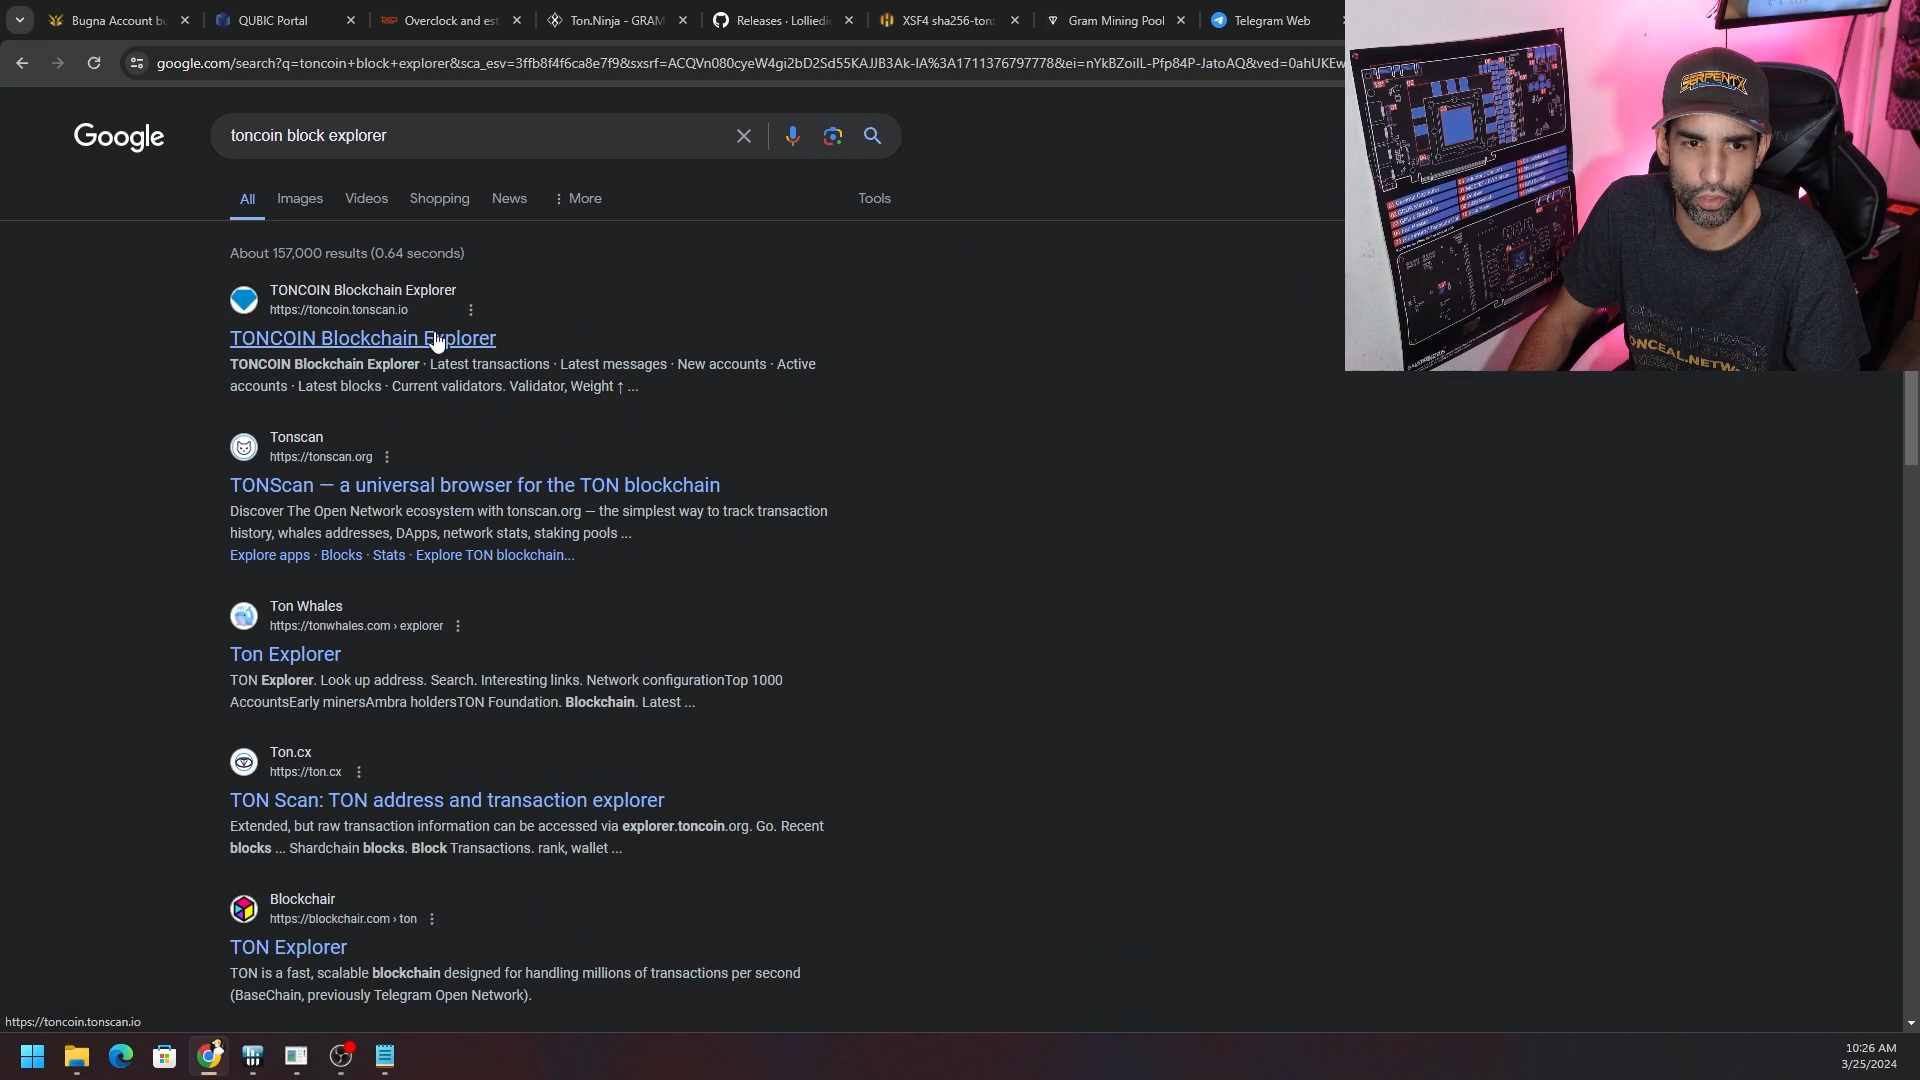 Bugna Account b
QUBIC Portal
Overclock and est
Ton.Ninja - GRAM
Releases · Lolliedi
XSF4 sha256-ton
Gram Mining Pool
Telegram Web
google.com/search?q=toncoin+block+explorer&sca_esv=3ffb8f4f6ca8e7f9&sxsrf=ACQVn080cyeW4gi2bD2Sd55KAJJB3Ak-IA%3A1711376797778&ei=nYkBZoilL-Pfp84P-JatoAQ&ved=0ahUKEw
SERPENTX
Google
toncoin block explorer
All
Images
Videos
Shopping
News
More
Tools
About 157,000 results (0.64 seconds)
TONCOIN Blockchain Explorer
https://toncoin.tonscan.io
TONCOIN Blockchain Explorer
TONCOIN Blockchain Explorer · Latest transactions · Latest messages · New accounts · Active
accounts · Latest blocks · Current validators. Validator, Weight ↑ ...
Tonscan
https://tonscan.org
TONScan — a universal browser for the TON blockchain
Discover The Open Network ecosystem with tonscan.org — the simplest way to track transaction
history, whales addresses, DApps, network stats, staking pools ...
Explore apps · Blocks · Stats · Explore TON blockchain...
Ton Whales
https://tonwhales.com › explorer
Ton Explorer
TON Explorer. Look up address. Search. Interesting links. Network configurationTop 1000
AccountsEarly minersAmbra holdersTON Foundation. Blockchain. Latest ...
Ton.cx
https://ton.cx
TON Scan: TON address and transaction explorer
Extended, but raw transaction information can be accessed via explorer.toncoin.org. Go. Recent
blocks ... Shardchain blocks. Block Transactions. rank, wallet ...
Blockchair
https://blockchair.com › ton
TON Explorer
TON is a fast, scalable blockchain designed for handling millions of transactions per second
(BaseChain, previously Telegram Open Network).
https://toncoin.tonscan.io
ONCEAL.NETW
10:26 AM
3/25/2024